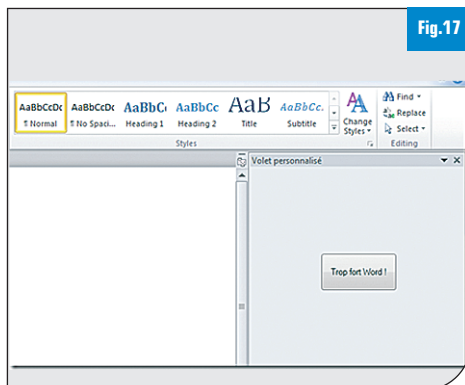 Fig.17
AaBbCcDc AaBbCcDc AaBbC AaBbCc AaB AaBbCc.
¶ Normal ¶ No Spaci... Heading 1 Heading 2 Title Subtitle
Change
Styles
Find
Replace
Select
Styles
Editing
Volet personnalisé
Trop fort Word !